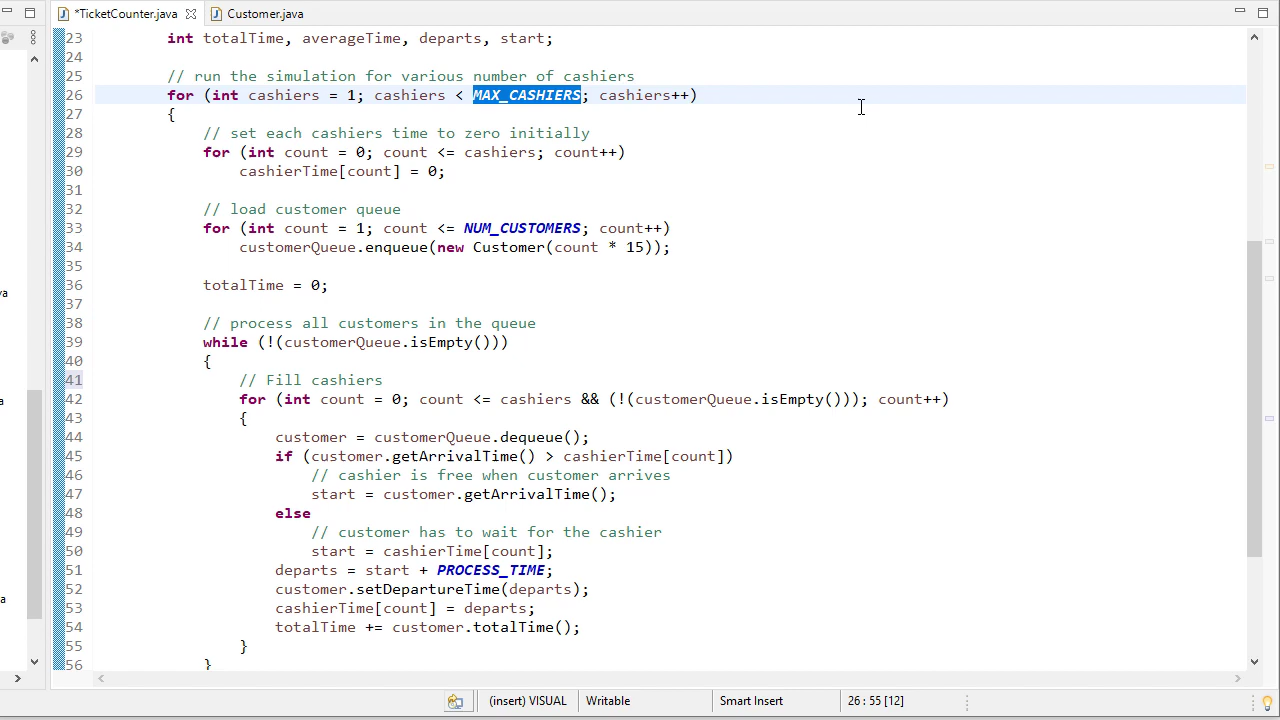 *TicketCounter.java
Customer.java
23 int totalTime, averageTime, departs, start;
24
25 // run the simulation for various number of cashiers
26 for (int cashiers = 1; cashiers < MAX_CASHIERS; cashiers++)
27 {
28 // set each cashiers time to zero initially
29 for (int count = 0; count <= cashiers; count++)
30 cashierTime[count] = 0;
31
32 // load customer queue
33 for (int count = 1; count <= NUM_CUSTOMERS; count++)
34 customerQueue.enqueue(new Customer(count * 15));
35
36 totalTime = 0;
37
38 // process all customers in the queue
39 while (!(customerQueue.isEmpty()))
40 {
41 // Fill cashiers
42 for (int count = 0; count <= cashiers && (!(customerQueue.isEmpty())); count++)
43 {
44 customer = customerQueue.dequeue();
45 if (customer.getArrivalTime() > cashierTime[count])
46 // cashier is free when customer arrives
47 start = customer.getArrivalTime();
48 else
49 // customer has to wait for the cashier
50 start = cashierTime[count];
51 departs = start + PROCESS_TIME;
52 customer.setDepartureTime(departs);
53 cashierTime[count] = departs;
54 totalTime += customer.totalTime();
55 }
56 }
va
a
a
(insert) VISUAL
Writable
Smart Insert
26 : 55 [12]